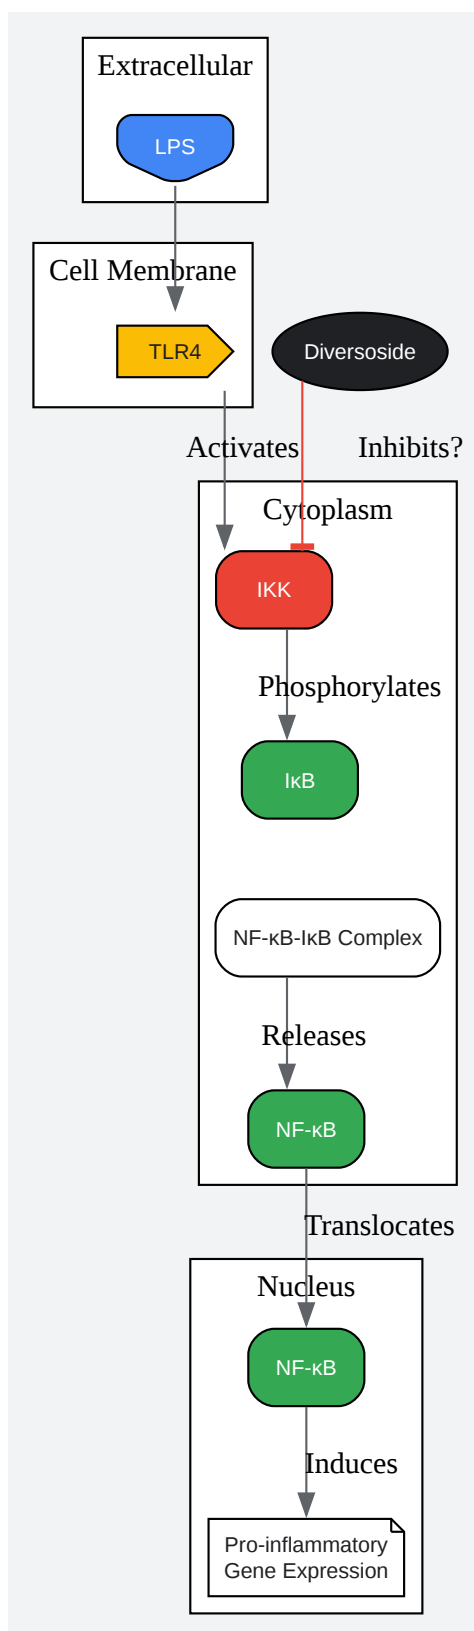 Extracellular
LPS
Cell Membrane
TLR4
Diversoside
Activates
Inhibits?
Cytoplasm
IKK
Phosphorylates
IκB
NF-κB-IκB Complex
Releases
NF-κB
Translocates
Nucleus
NF-κB
Induces
Pro-inflammatory
Gene Expression